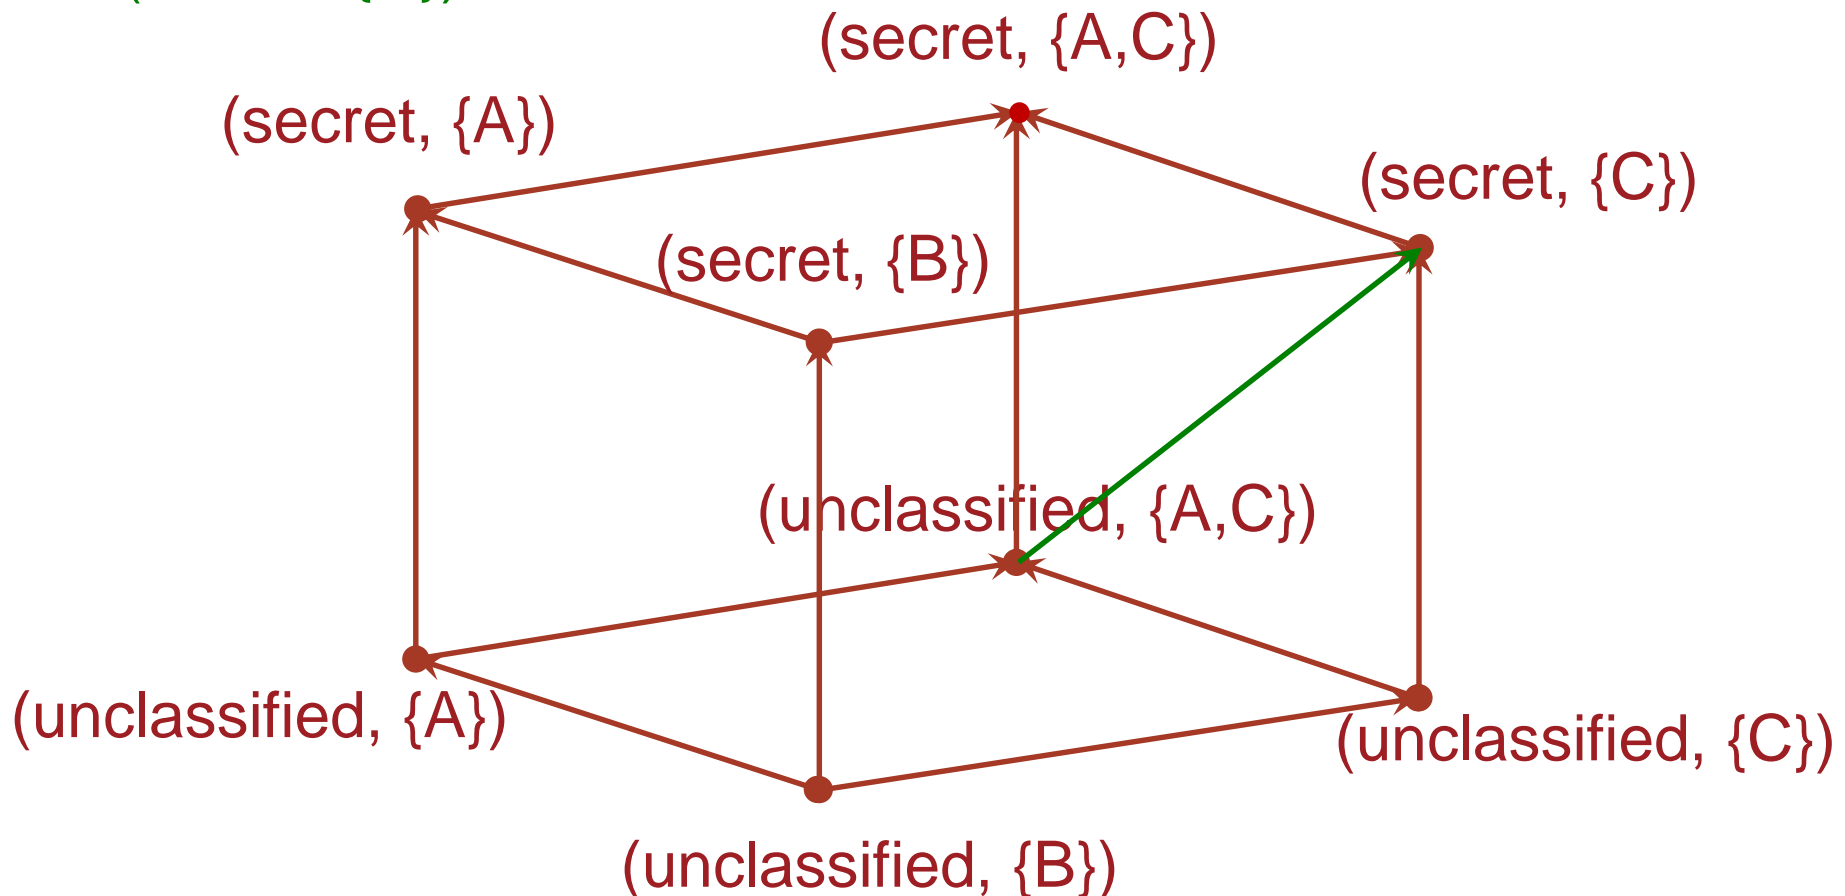 (secret, {A,C})
(secret, {A})
(secret, {C})
(secret, {B})
(unclassified, {A,C})
(unclassified, {A})
(unclassified, {C})
(unclassified, {B})